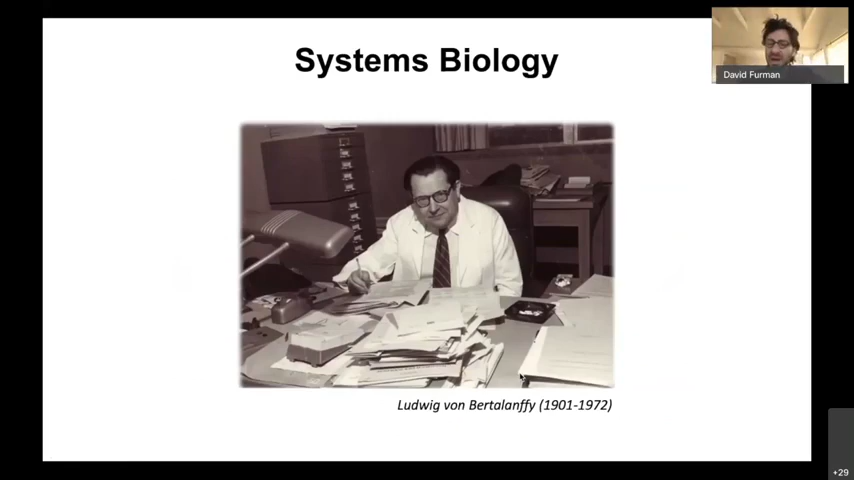 Systems Biology
David Furman
Ludwig von Bertalanffy (1901-1972)
+29